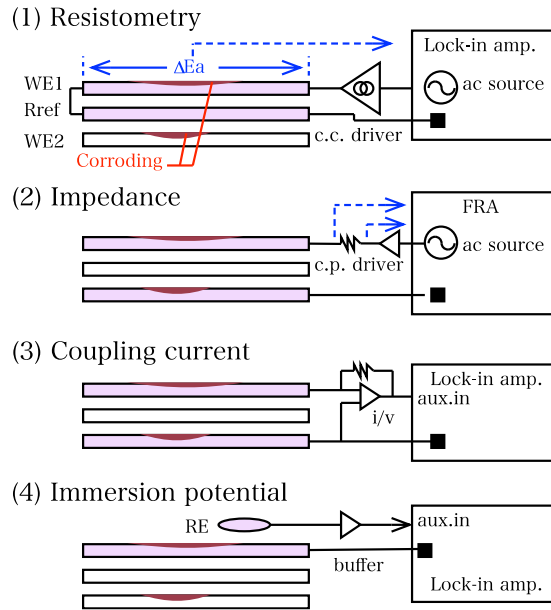 (1) Resistometry
Lock-in amp.
ΔEa
WE1
ac source
Rref
WE2
c.c. driver
Corroding
(2) Impedance
FRA
ac source
c.p. driver
(3) Coupling current
Lock-in amp.
aux.in
i/v
(4) Immersion potential
RE
aux.in
buffer
Lock-in amp.